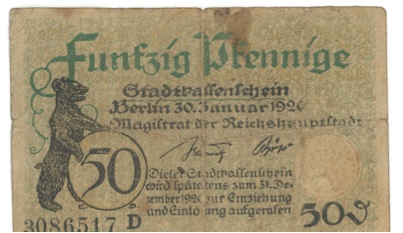 Funfzig Pfennige
Stadtkassenschein
Berlin 30. Januar 1920
Magistrat der Reichshauptstadt
50
Dieser Stadtkassenschein
wird spätestens zum 31. De-
zember 1920 zur Einziehung
und Einlösung aufgerufen
3086517 D
50₰